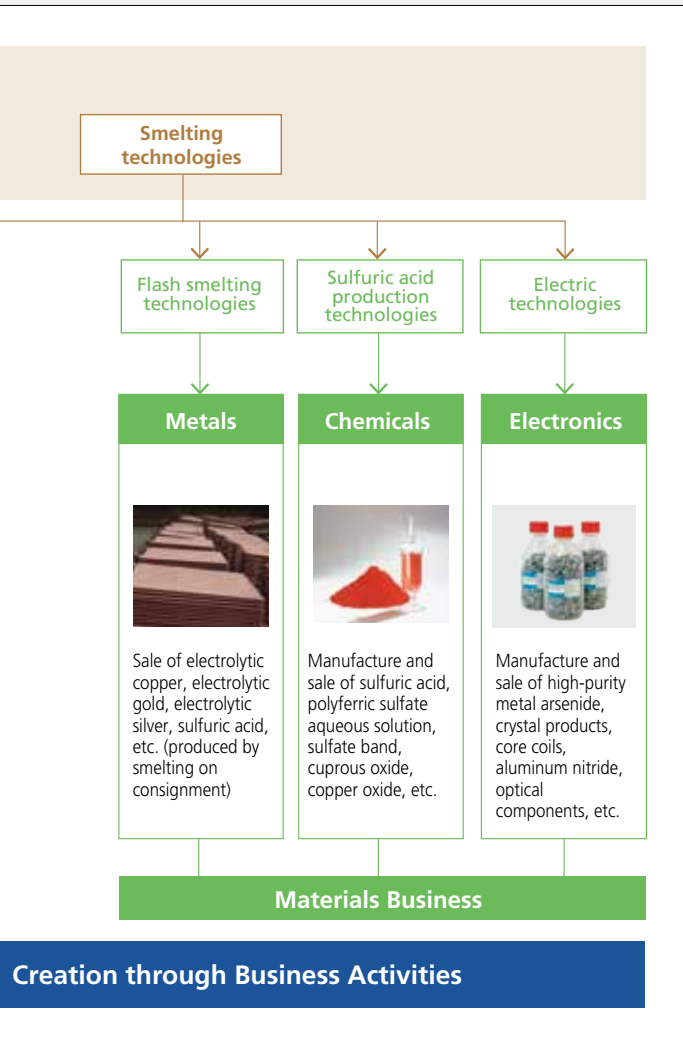 Smelting
technologies
Flash smelting
technologies
Sulfuric acid
production
technologies
Electric
technologies
Metals
Chemicals
Electronics
Sale of electrolytic
copper, electrolytic
gold, electrolytic
silver, sulfuric acid,
etc. (produced by
smelting on
consignment)
Manufacture and
sale of sulfuric acid,
polyferric sulfate
aqueous solution,
sulfate band,
cuprous oxide,
copper oxide, etc.
Manufacture and
sale of high-purity
metal arsenide,
crystal products,
core coils,
aluminum nitride,
optical
components, etc.
Materials Business
Creation through Business Activities